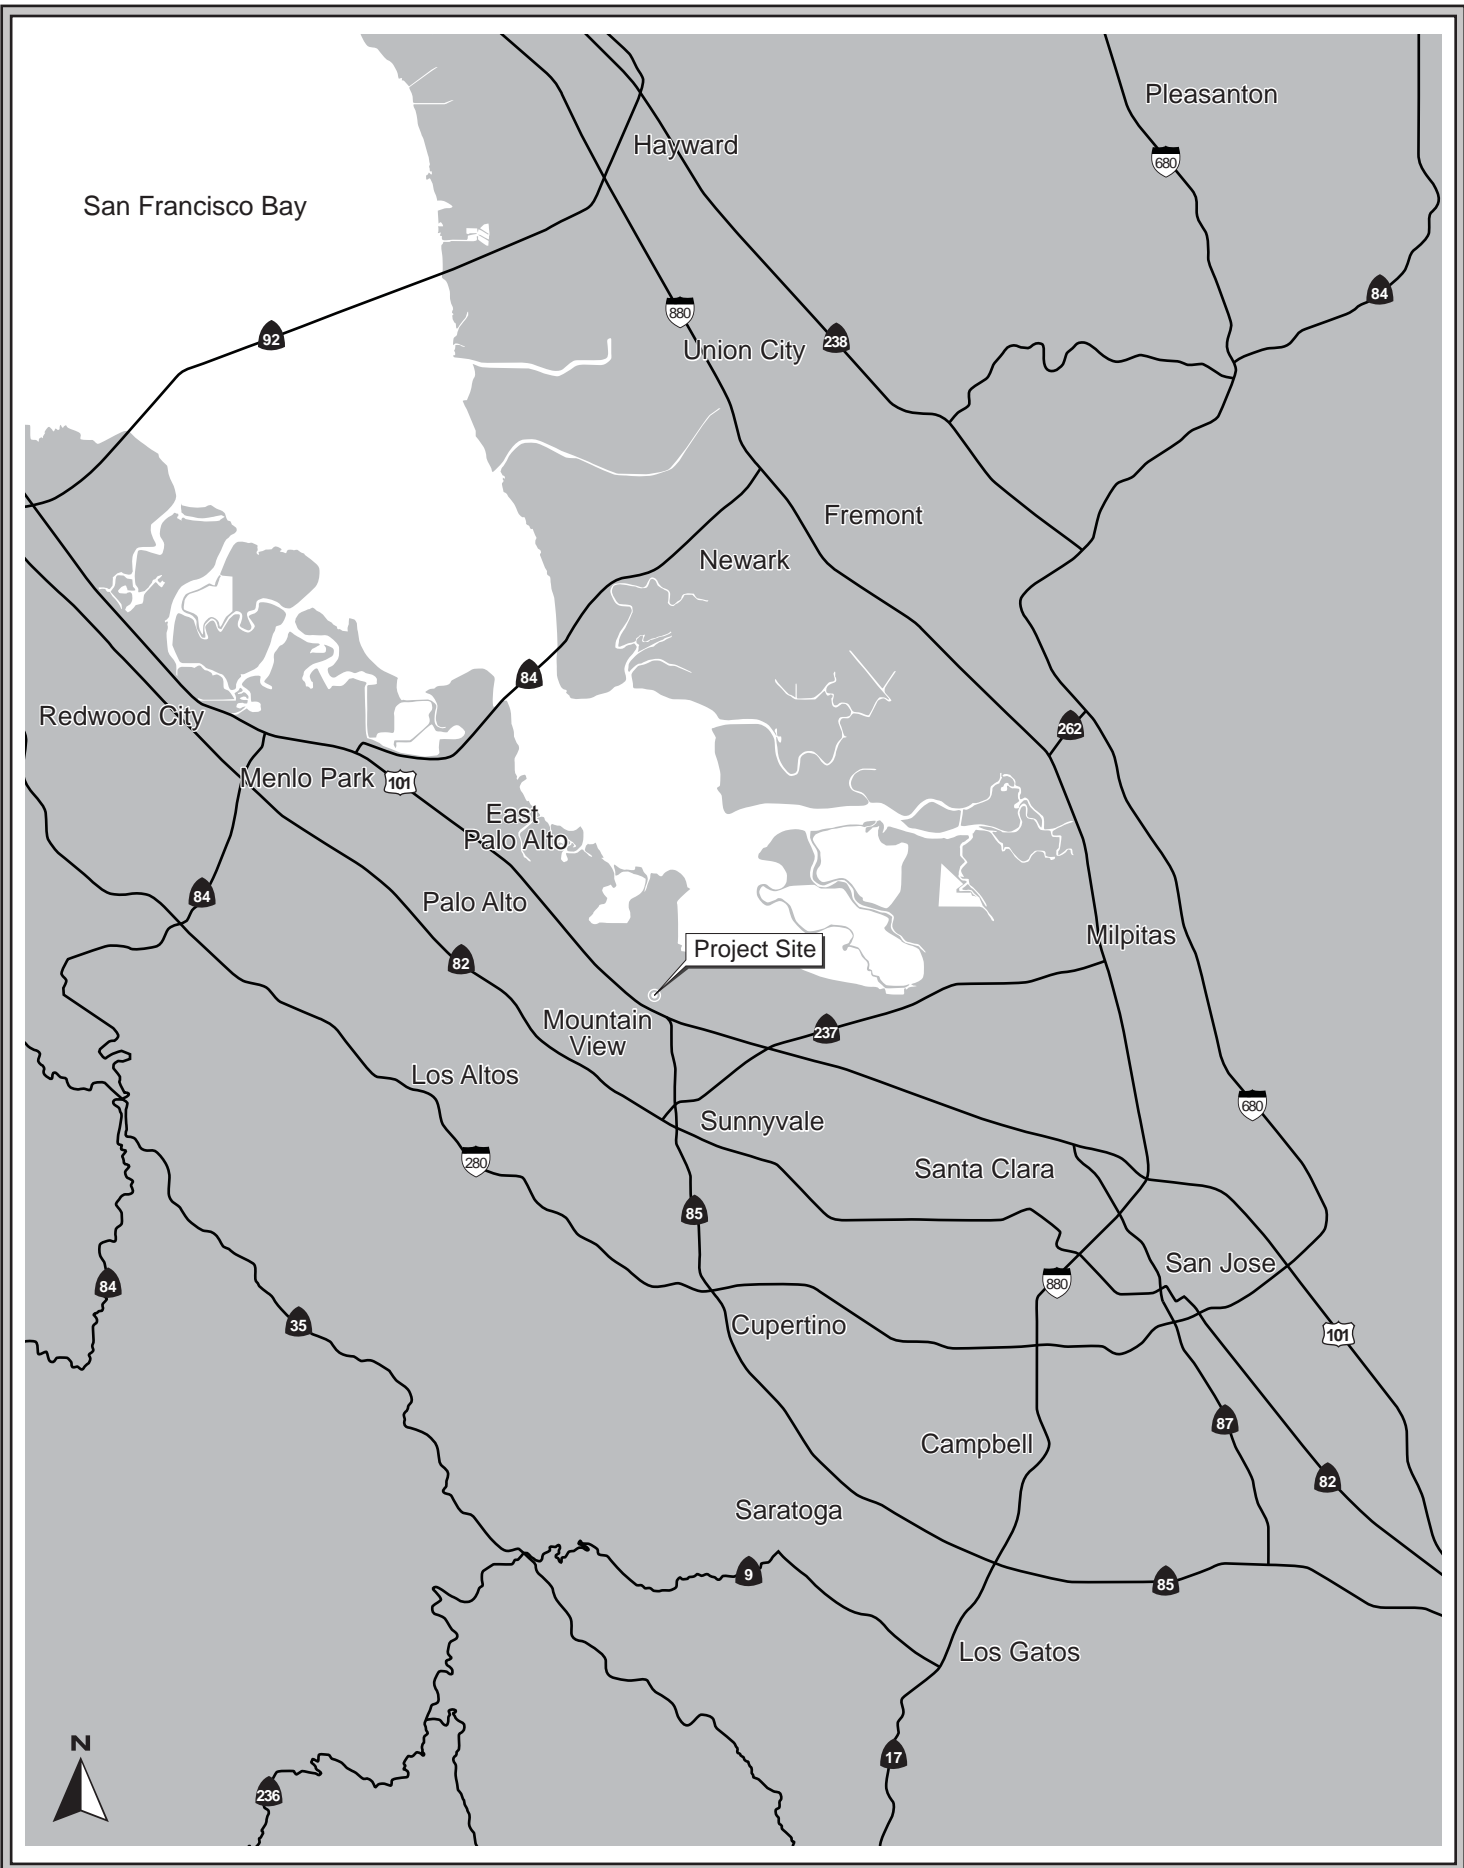 Pleasanton
Hayward
680
San Francisco Bay
84
880
92
238
Union City
Fremont
Newark
84
Redwood City
262
Menlo Park
101
East
Palo Alto
84
Palo Alto
Milpitas
Project Site
82
Mountain
View
237
Los Altos
680
Sunnyvale
280
Santa Clara
85
San Jose
84
880
35
Cupertino
101
87
Campbell
82
Saratoga
9
85
Los Gatos
N
17
236